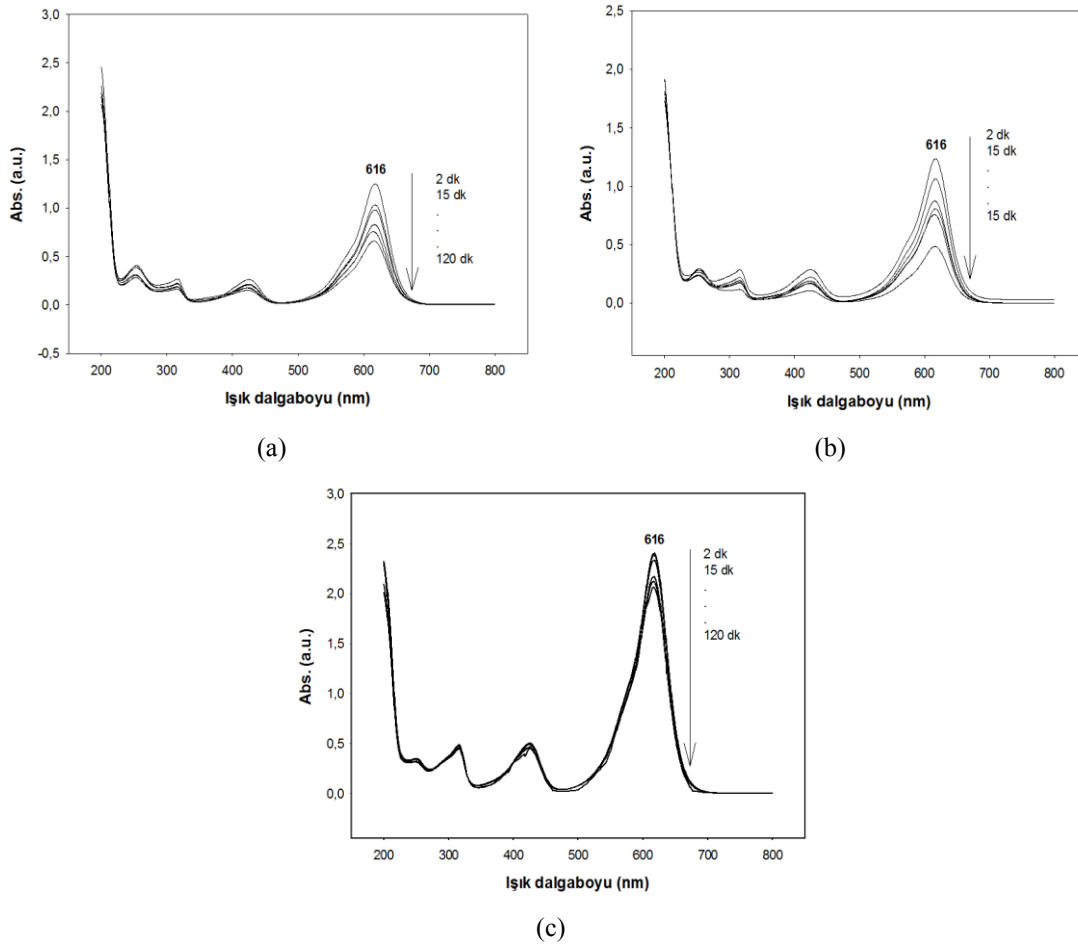 3,0
2,5
2,0
1,5
1,0
0,5
0,0
-0,5
Abs. (a.u.)
616
2 dk
15 dk
.
.
.
120 dk
200 300 400 500 600 700 800
Işık dalgaboyu (nm)
(a)
2,5
2,0
1,5
1,0
0,5
0,0
Abs. (a.u.)
616
2 dk
15 dk
.
.
.
15 dk
200 300 400 500 600 700 800
Işık dalgaboyu (nm)
(b)
3,0
2,5
2,0
1,5
1,0
0,5
0,0
Abs. (a.u.)
616
2 dk
15 dk
.
.
.
120 dk
200 300 400 500 600 700 800
Işık dalgaboyu (nm)
(c)